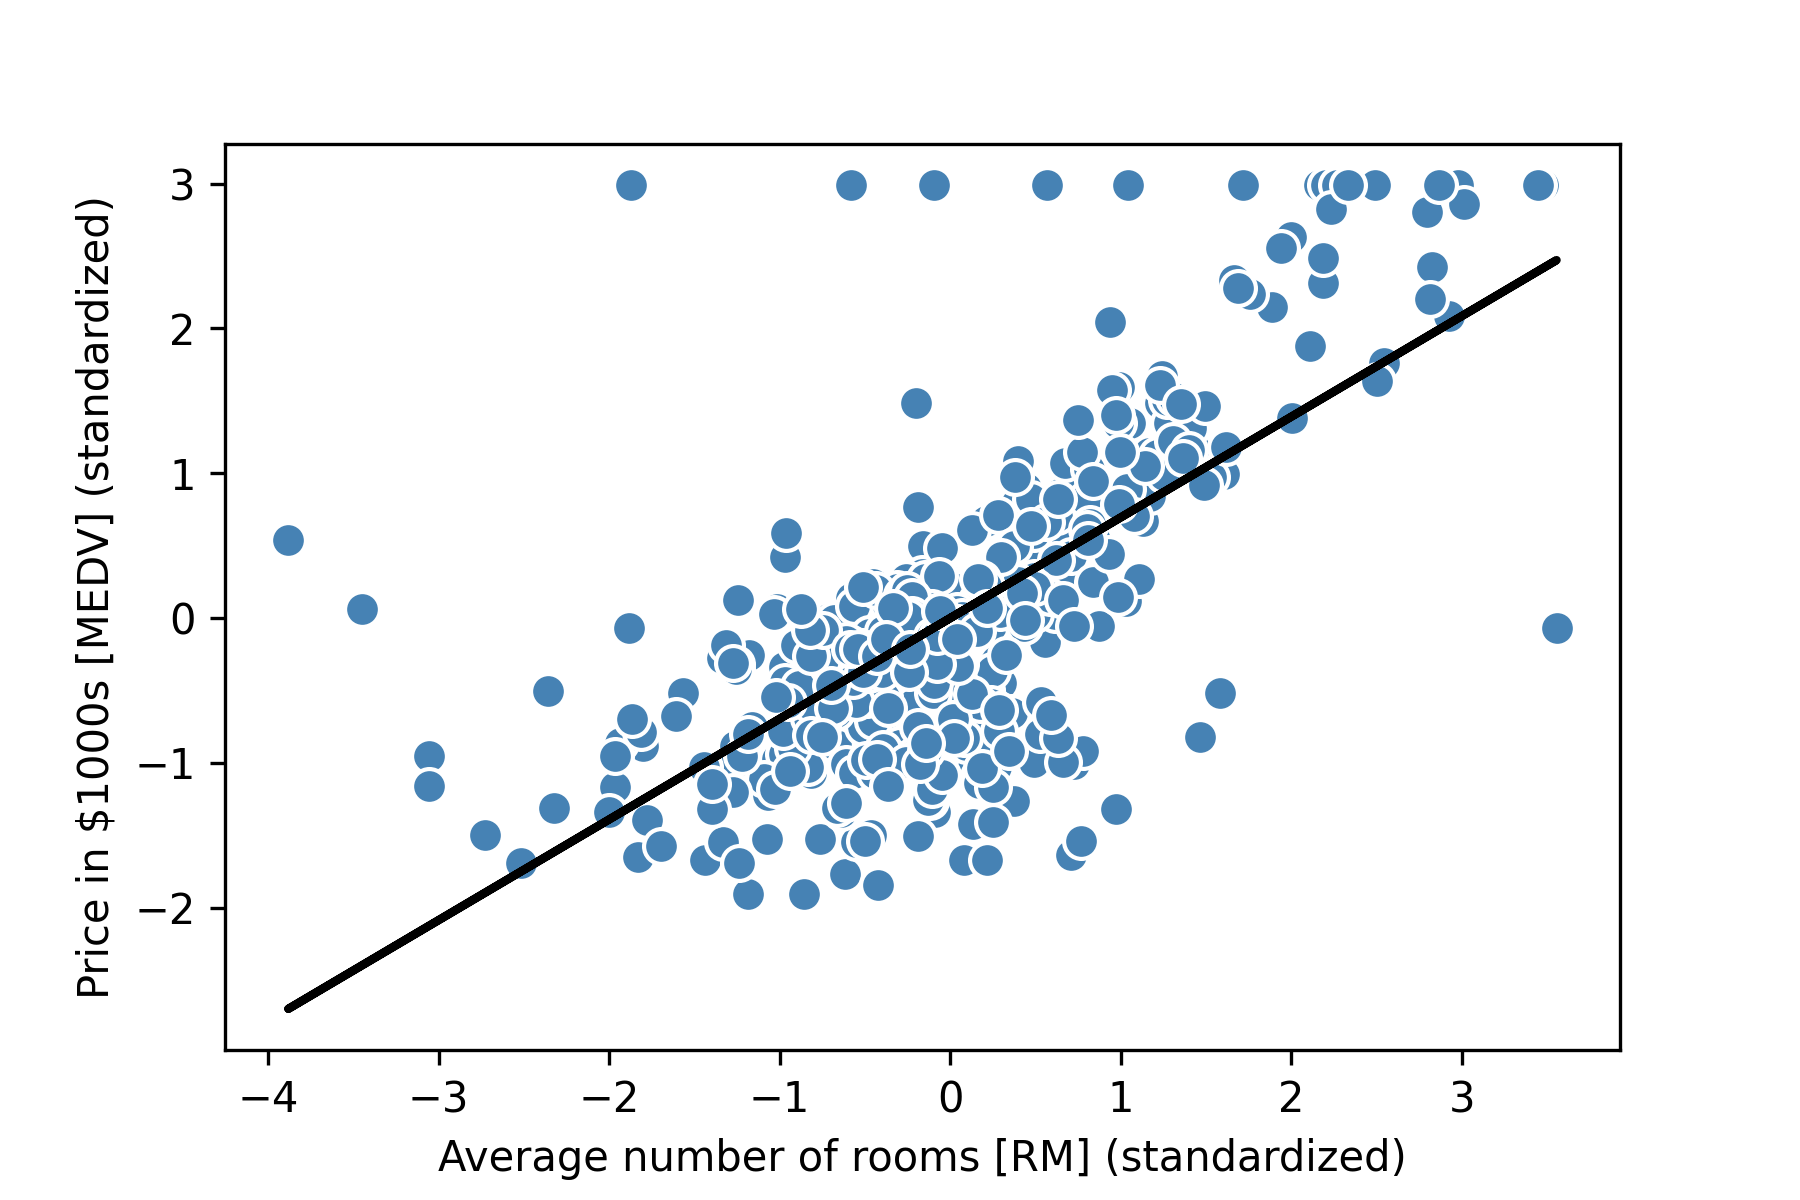 3
2
1
0
−1
−2
Price in $1000s [MEDV] (standardized)
−4 −3 −2 −1 0 1 2 3
Average number of rooms [RM] (standardized)